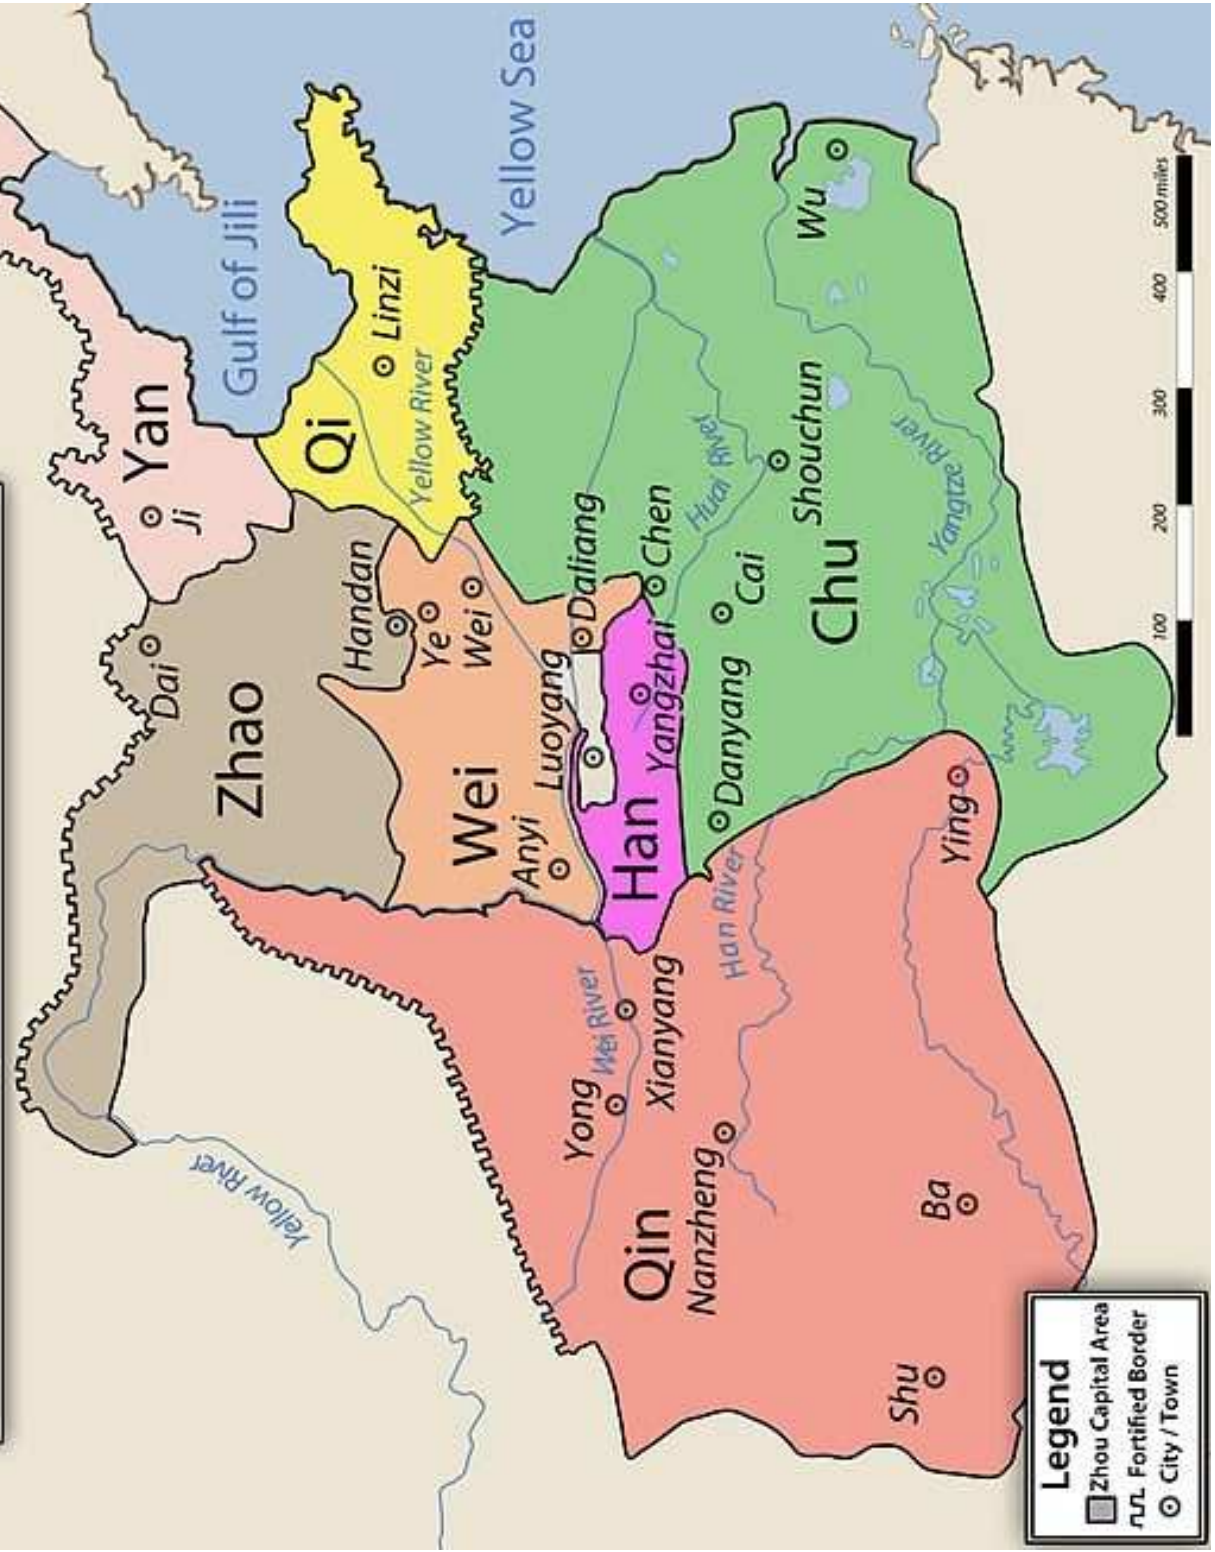 Yan
Ji
Gulf of Jili
Dai
Zhao
Qi
Linzi
Yellow River
Yellow Sea
Handan
Ye
Wei
Wei
Anyi
Luoyang
Daliang
Yellow River
Han
Yangzhai
Chen
Huai River
Cai
Danyang
Chu
Shouchun
Wu
Yangtze River
Han River
Ying
Yong
Wei River
Xianyang
Qin
Nanzheng
Ba
Shu
Legend
Zhou Capital Area
Fortified Border
City / Town
100 200 300 400 500 miles